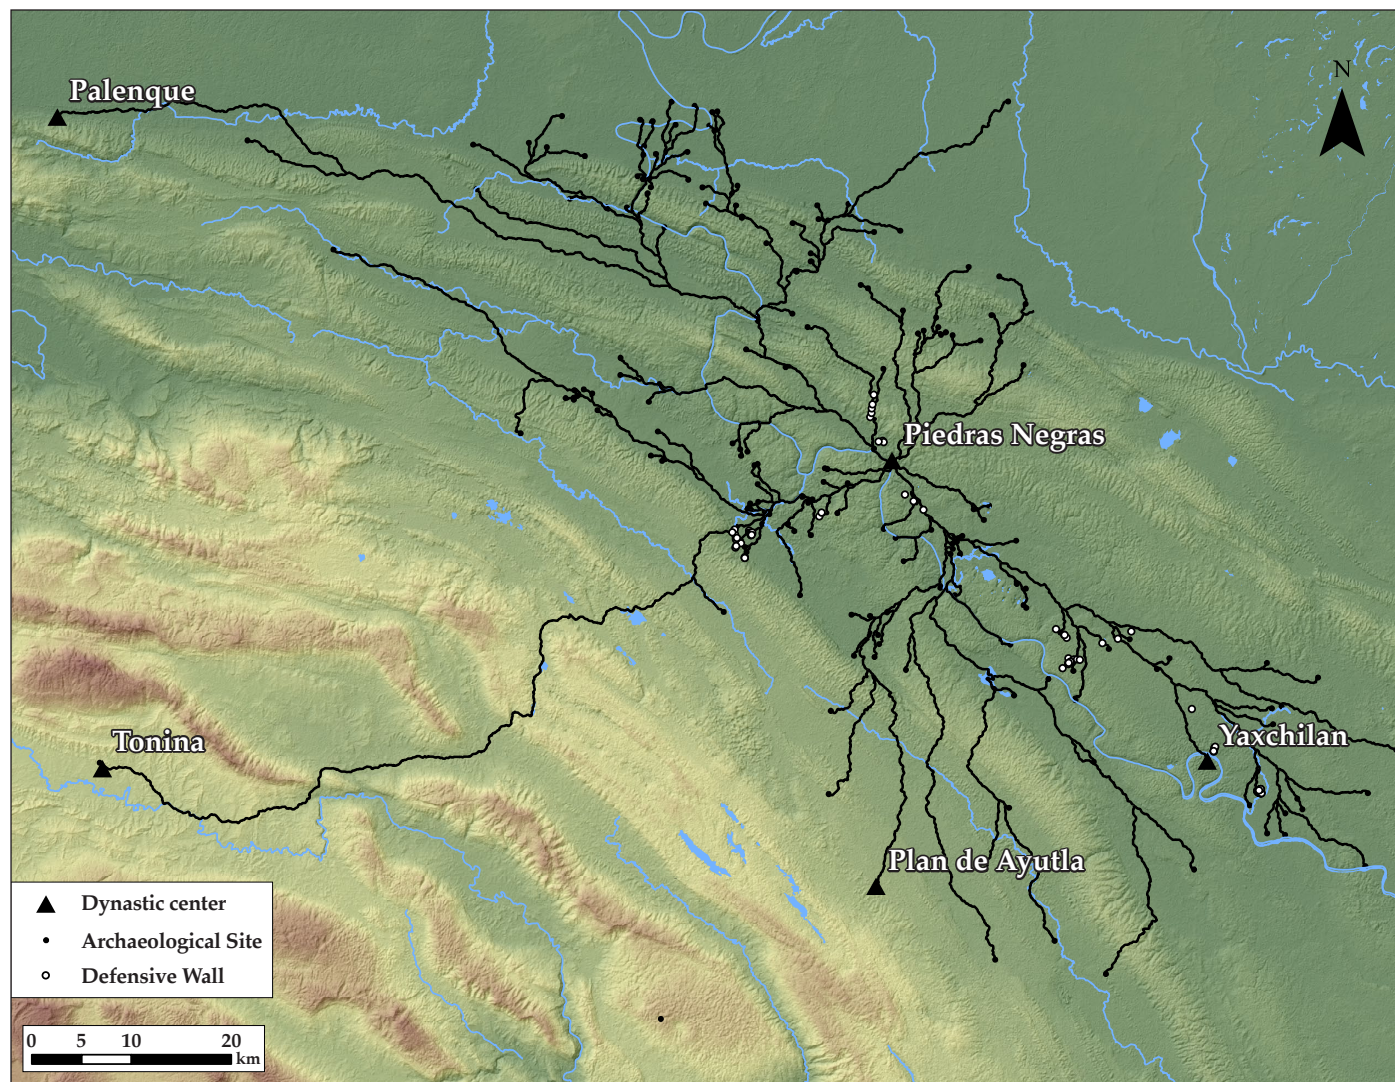 Palenque
N
Piedras Negras
Tonina
Yaxchilan
Plan de Ayutla
Dynastic center
Archaeological Site
Defensive Wall
0 5 10 20
km